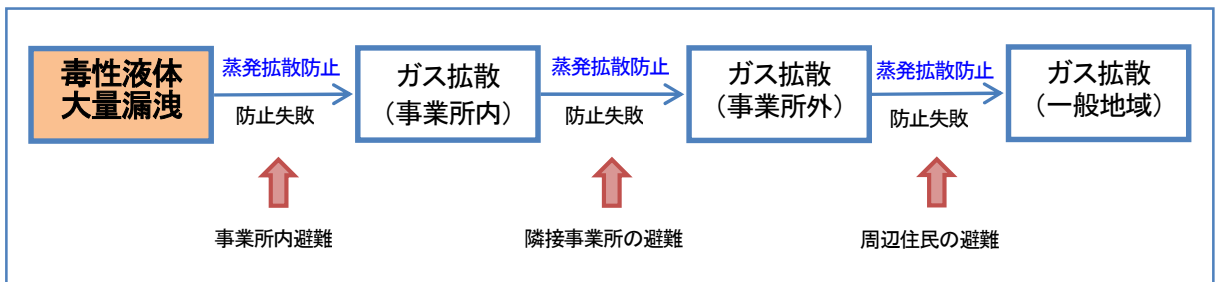 毒性液体
大量漏洩
蒸発拡散防止
防止失敗
ガス拡散
（事業所内）
蒸発拡散防止
防止失敗
ガス拡散
（事業所外）
蒸発拡散防止
防止失敗
ガス拡散
（一般地域）
事業所内避難
隣接事業所の避難
周辺住民の避難